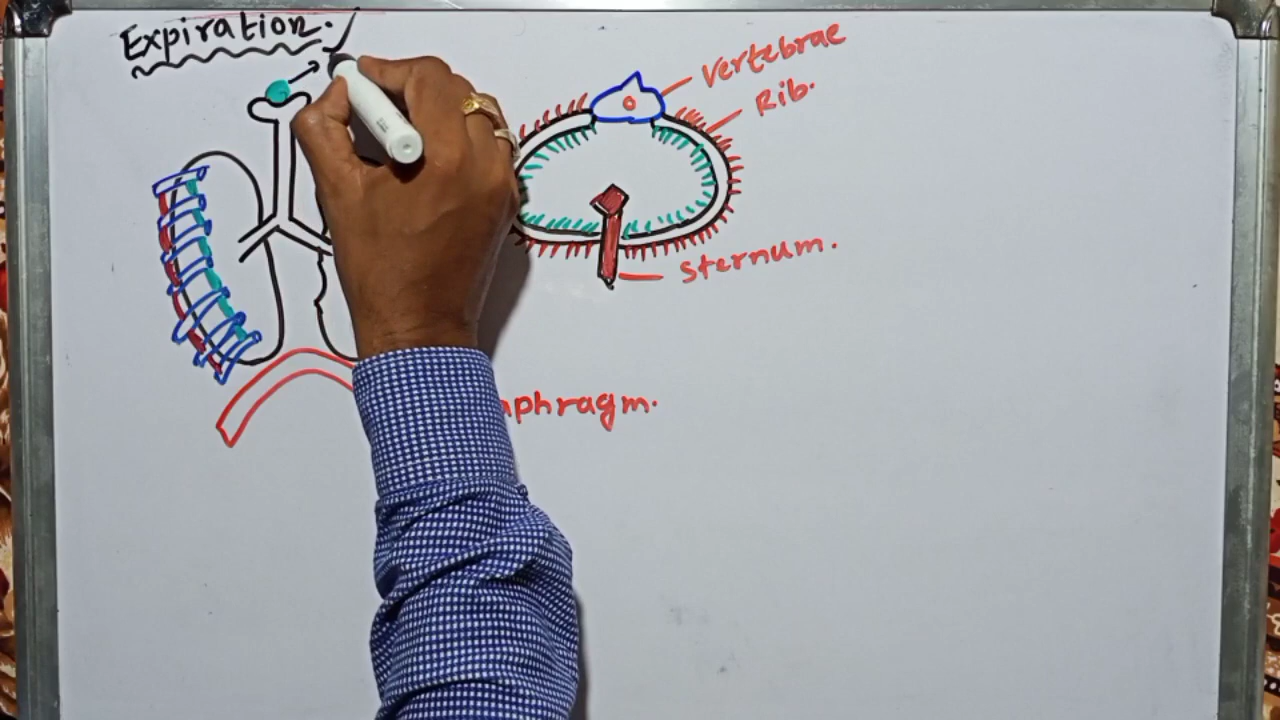 Expiration.
vertebrae
Rib.
sternum.
aphragm.